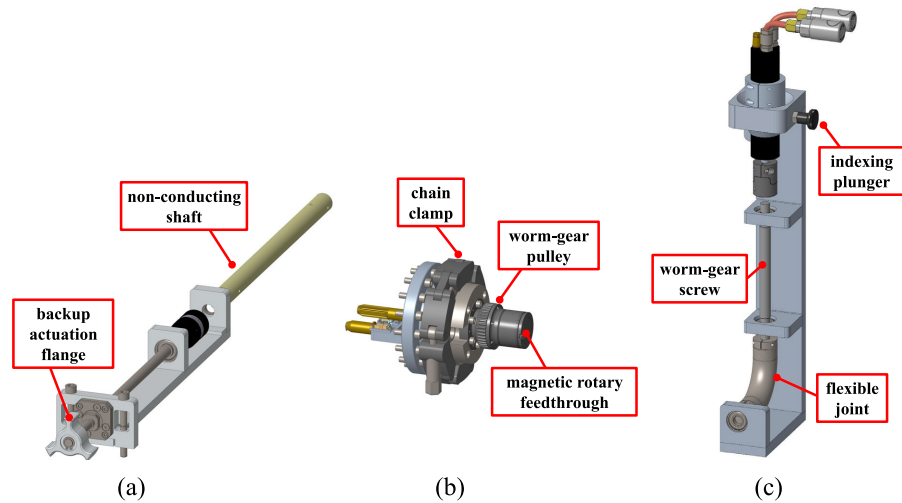 non-conducting
shaft
backup
actuation
flange
(a)
chain
clamp
worm-gear
pulley
magnetic rotary
feedthrough
(b)
indexing
plunger
worm-gear
screw
flexible
joint
(c)